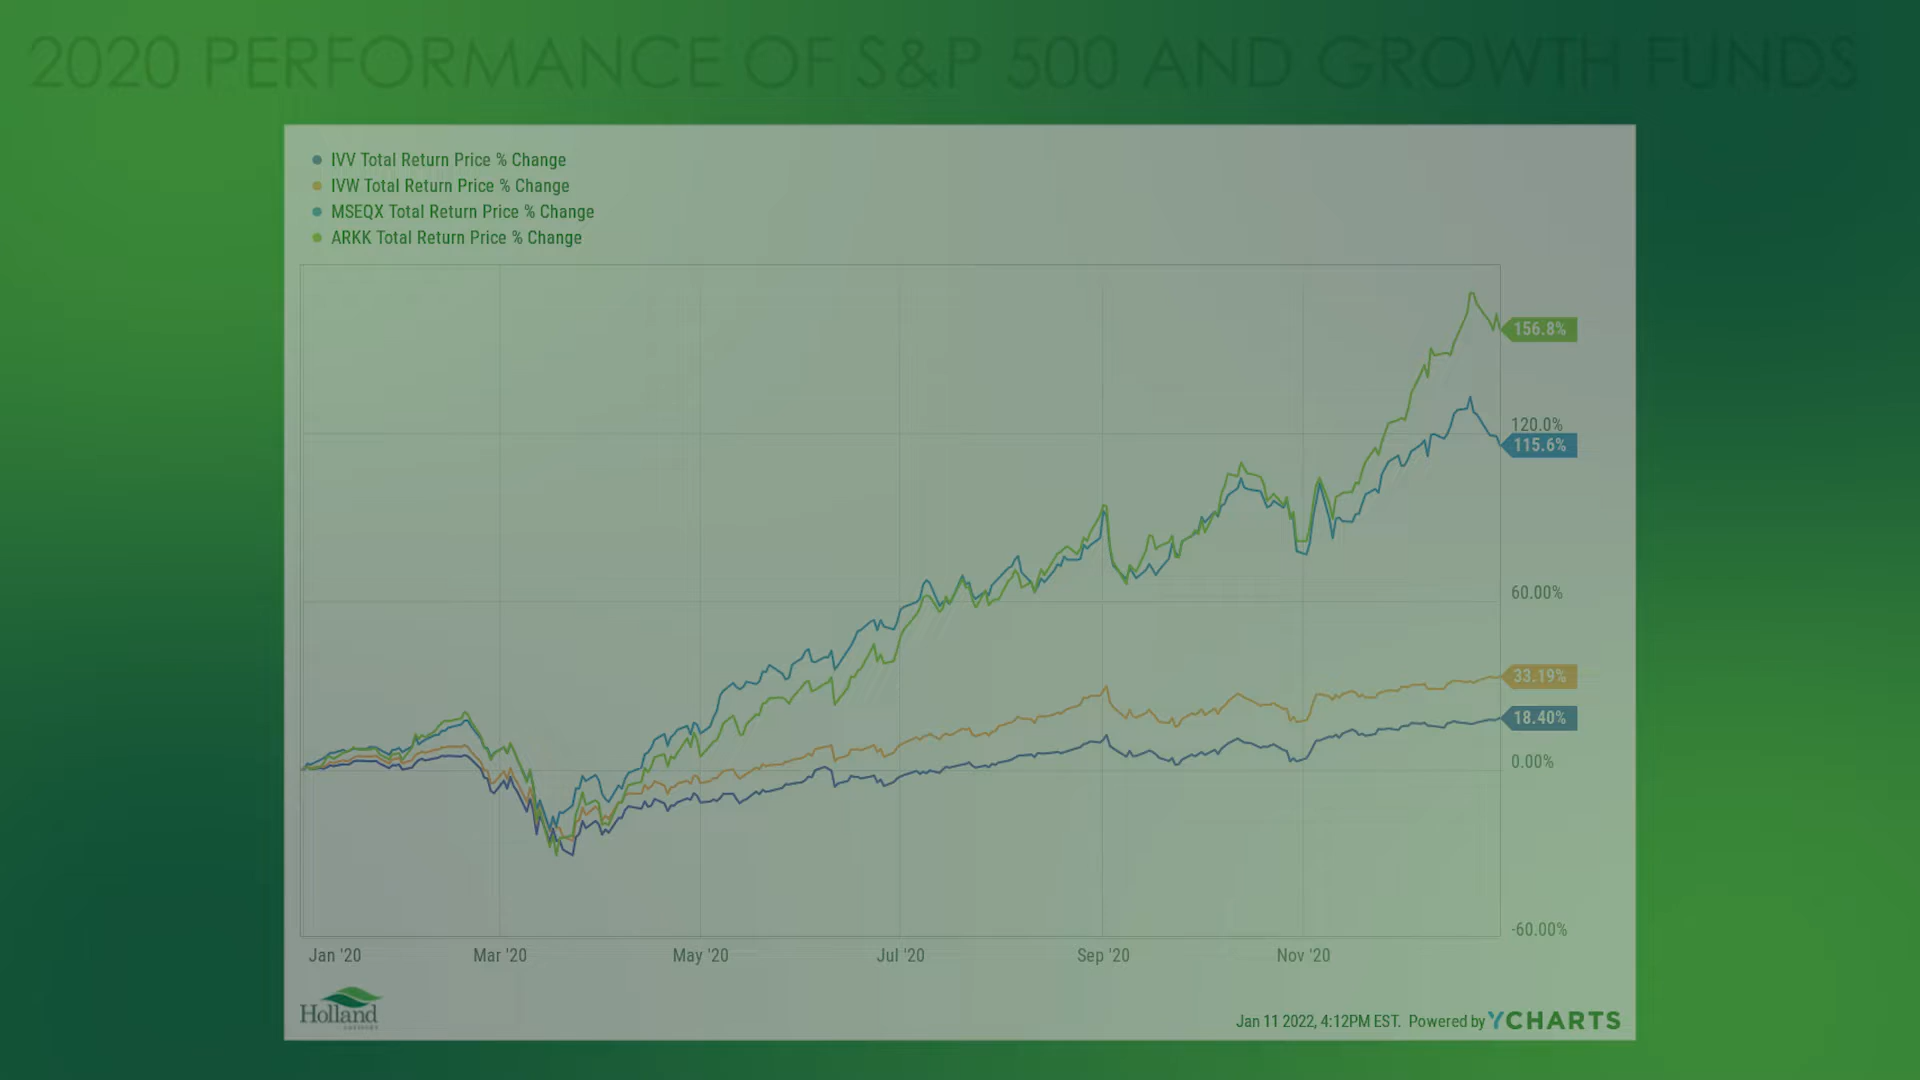 2020 PERFORMANCE OF S&P 500 AND GROWTH FUNDS
IVV Total Return Price % Change
IVW Total Return Price % Change
MSEQX Total Return Price % Change
ARKK Total Return Price % Change
156.8%
120.0%
115.6%
60.00%
33.19%
18.40%
0.00%
-60.00%
Jan '20 Mar '20 May '20 Jul '20 Sep '20 Nov '20
Holland
Jan 11 2022, 4:12PM EST. Powered by YCHARTS